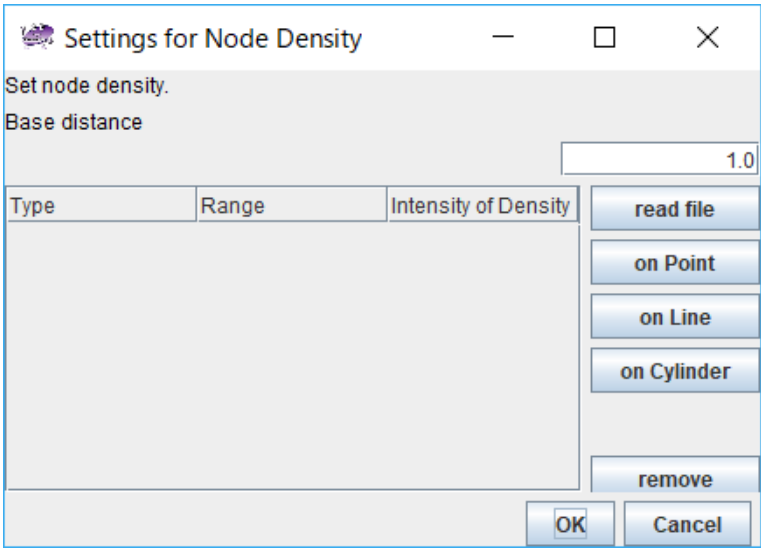 Settings for Node Density
Set node density.
Base distance
1.0
Type Range Intensity of Density
read file
on Point
on Line
on Cylinder
remove
OK Cancel